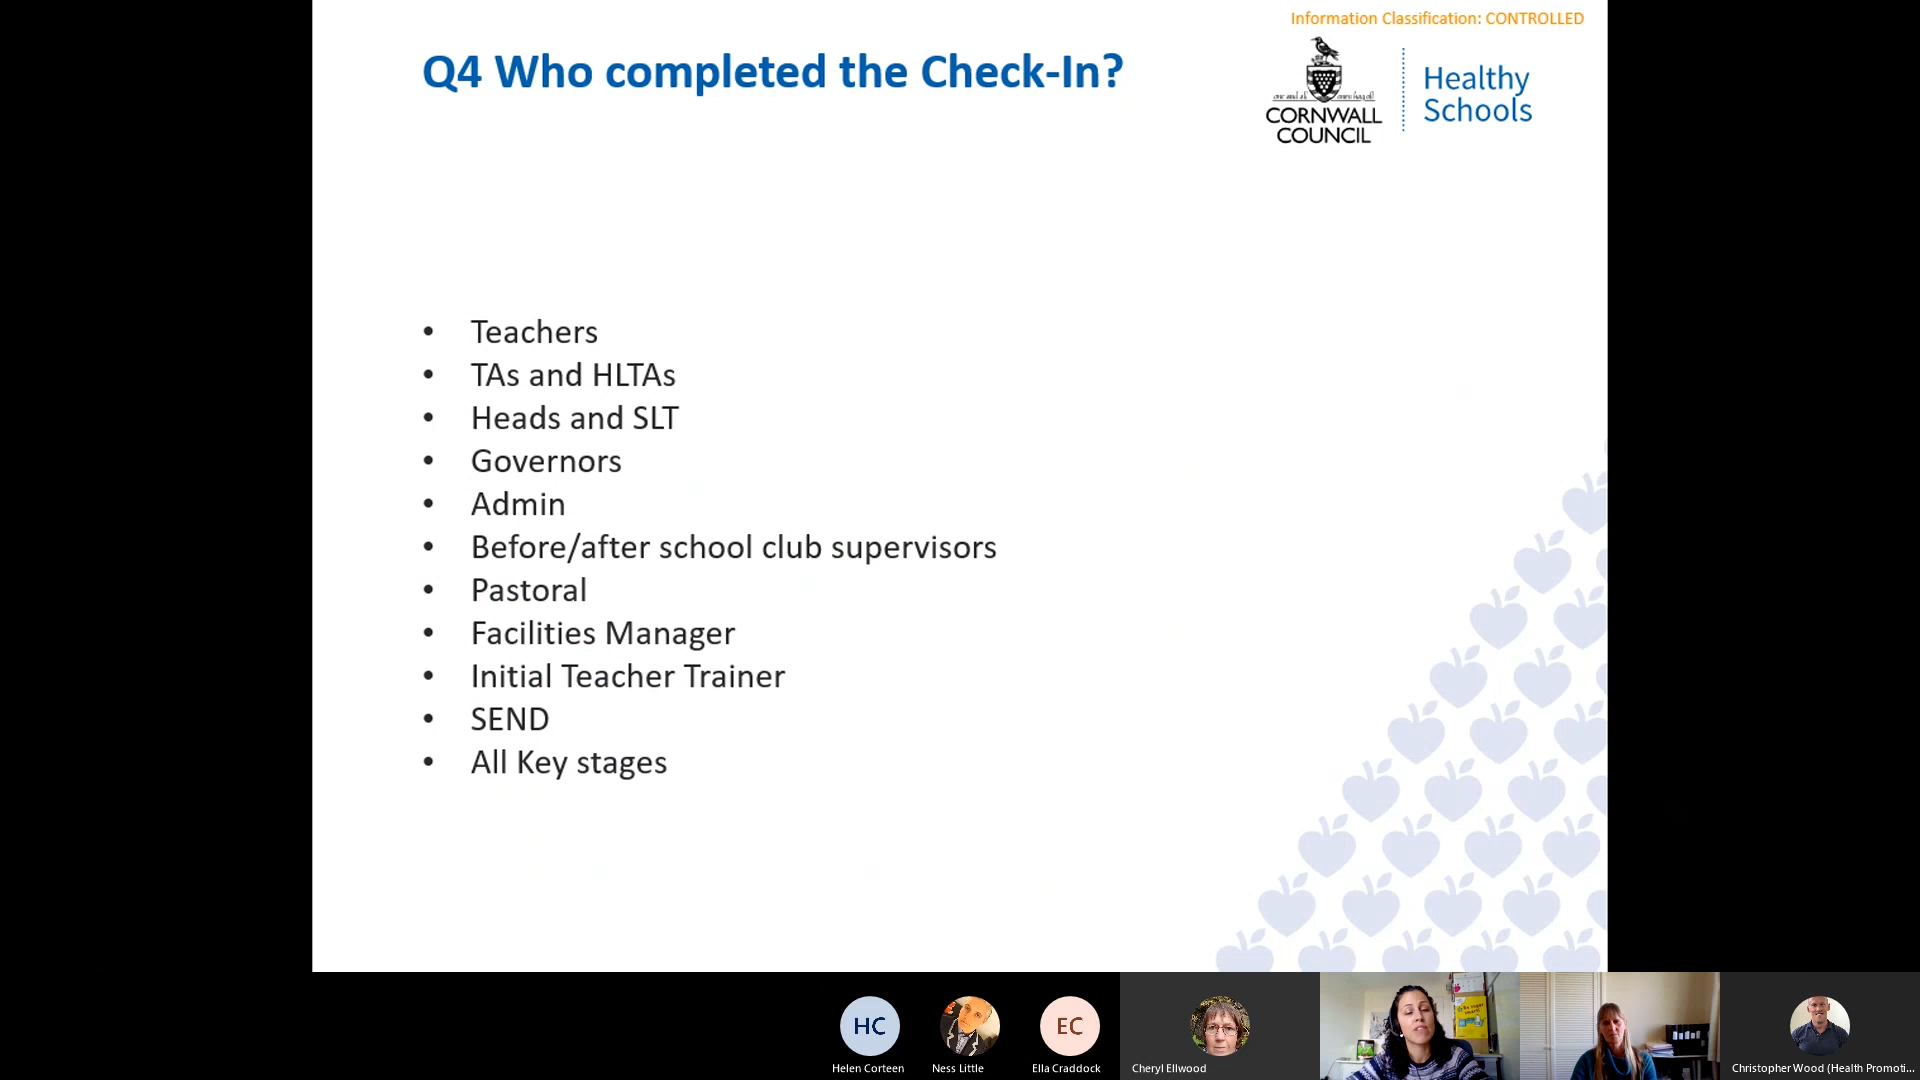 Information Classification: CONTROLLED
Q4 Who completed the Check-In?
CORNWALL
COUNCIL
Healthy
Schools
• Teachers
• TAs and HLTAs
• Heads and SLT
• Governors
• Admin
• Before/after school club supervisors
• Pastoral
• Facilities Manager
• Initial Teacher Trainer
• SEND
• All Key stages
HC
EC
Helen Corteen
Ness Little
Ella Craddock
Cheryl Ellwood
Christopher Wood (Health Promoti...